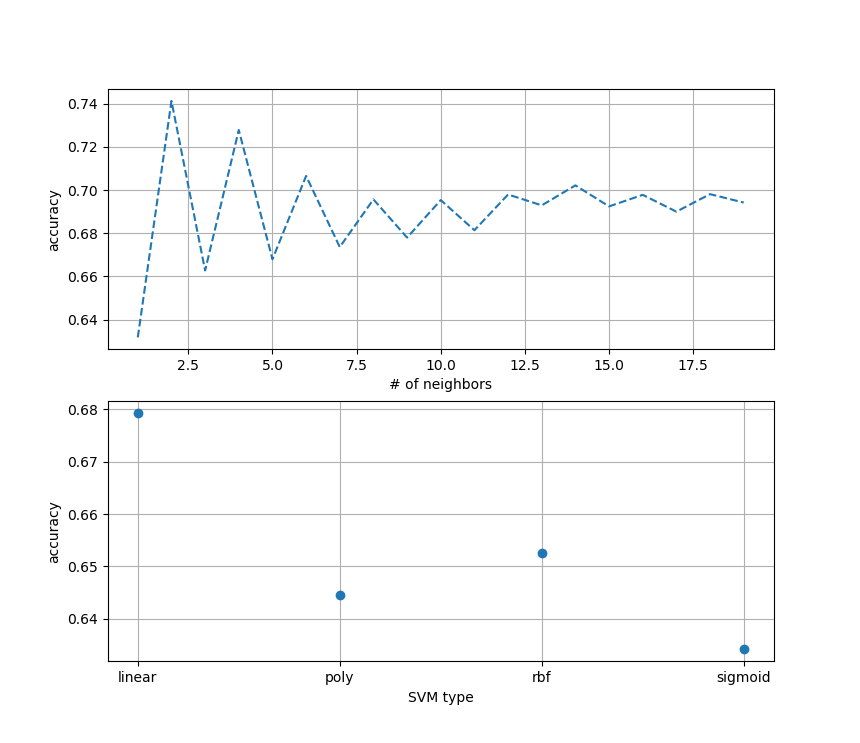 0.74
0.72
0.70
0.68
0.66
0.64
accuracy
2.5 5.0 7.5 10.0 12.5 15.0 17.5
# of neighbors
0.68
0.67
0.66
0.65
0.64
accuracy
linear poly rbf sigmoid
SVM type